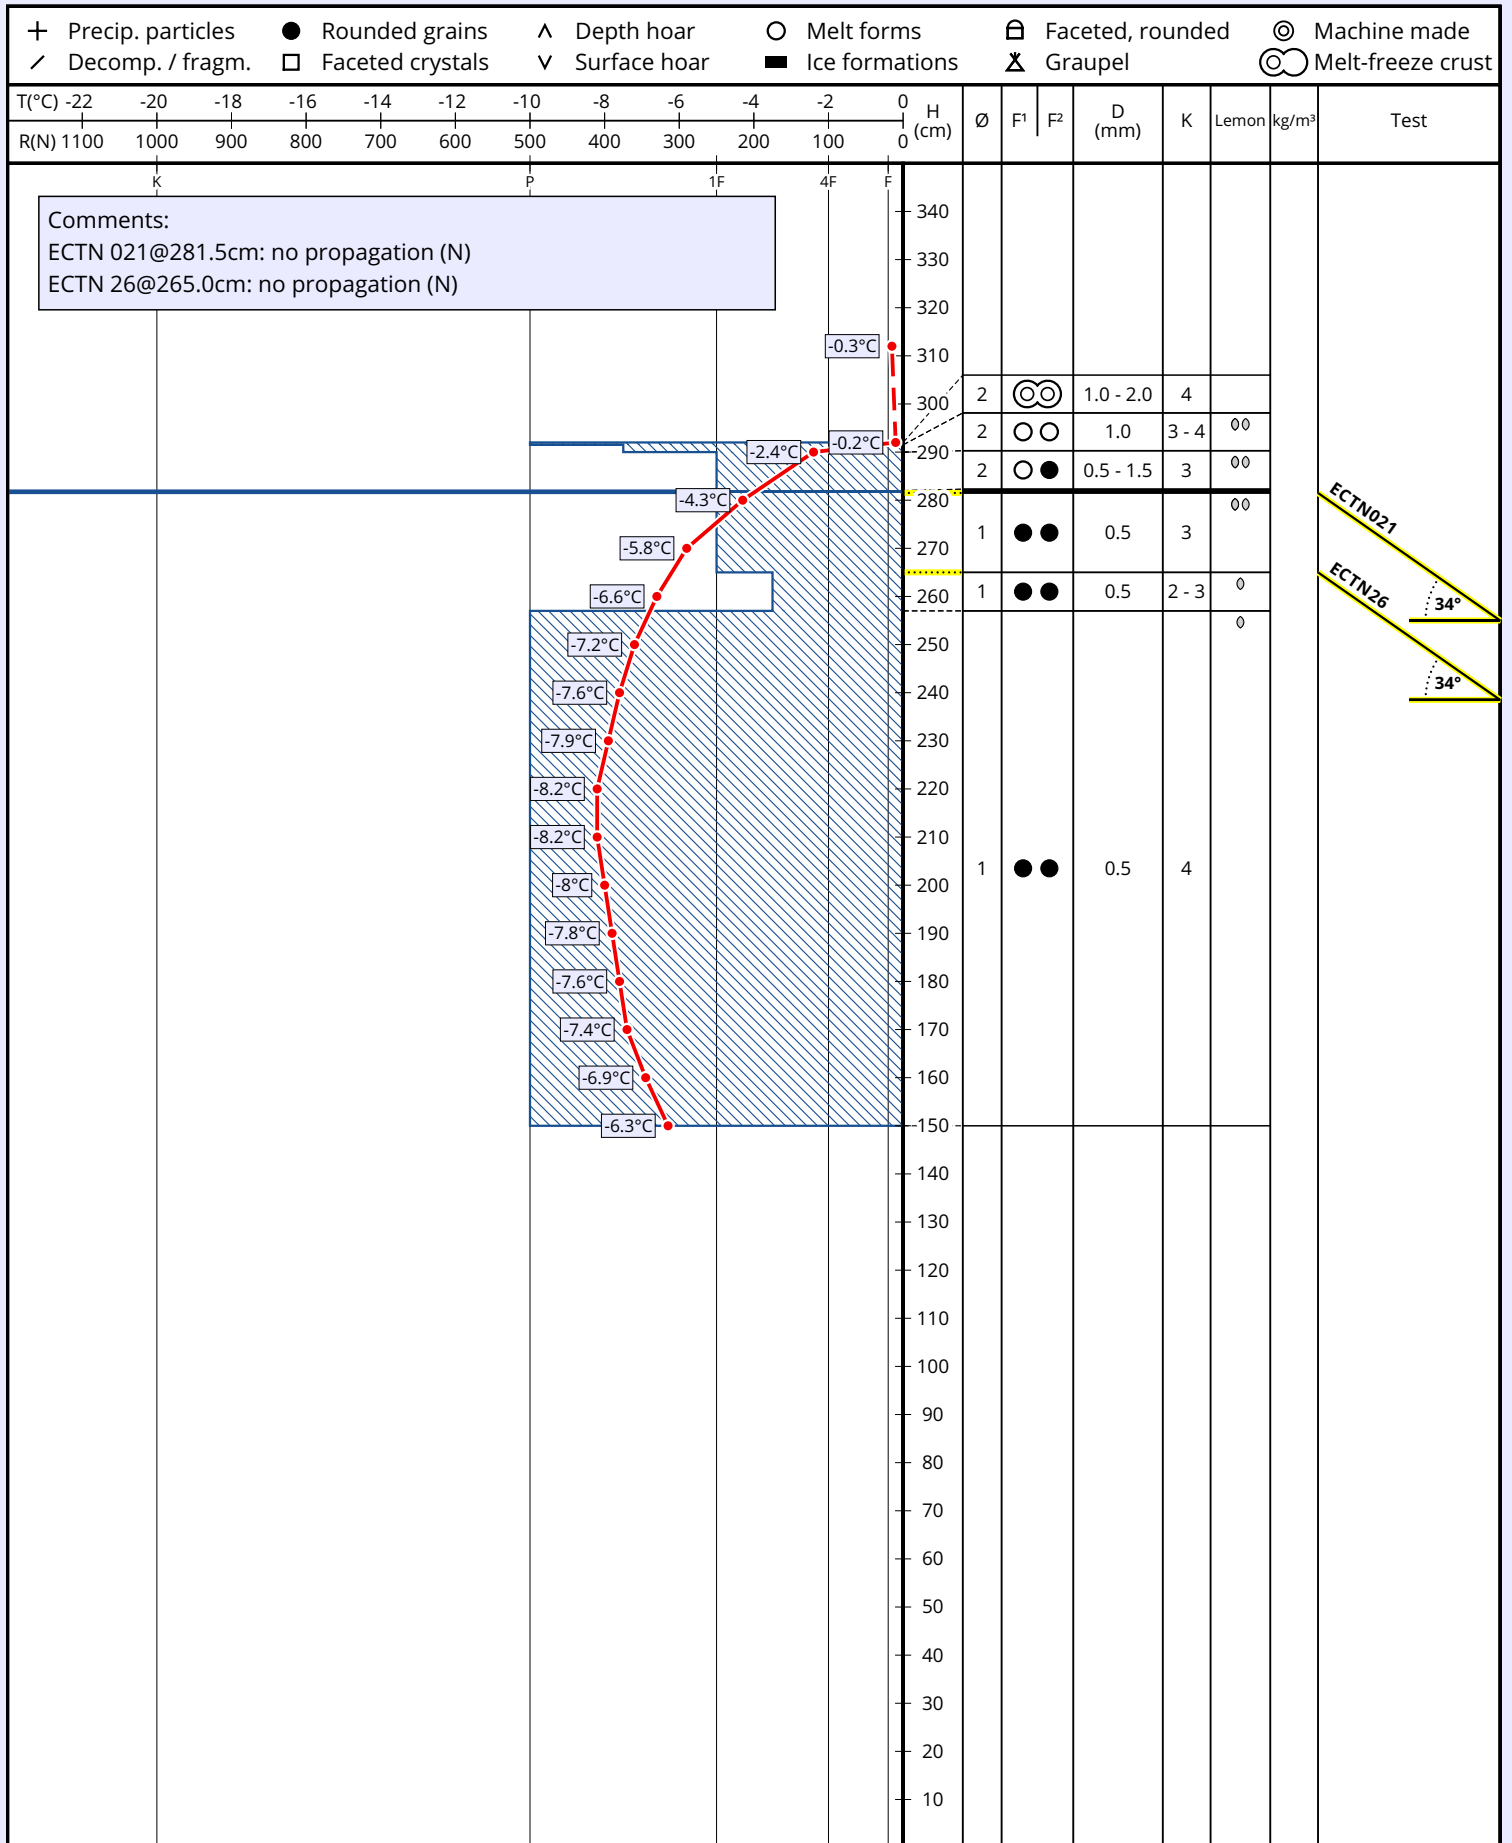 Precip. particles Rounded grains Depth hoar Melt forms Faceted, rounded Machine made
Decomp. / fragm. Faceted crystals Surface hoar Ice formations Graupel Melt-freeze crust
T(°C) -22 -20 -18 -16 -14 -12 -10 -8 -6 -4 -2 0
R(N) 1100 1000 900 800 700 600 500 400 300 200 100 0
H (cm) Ø F¹ F² D (mm) K Lemon kg/m³ Test
K P 1F 4F F
Comments:
ECTN 021@281.5cm: no propagation (N)
ECTN 26@265.0cm: no propagation (N)
340
330
320
-0.3°C
310
300 2 1.0 - 2.0 4
2 1.0 3 - 4
-0.2°C
-2.4°C 290
2 0.5 - 1.5 3
-4.3°C 280
ECTN021
1 0.5 3
-5.8°C 270
ECTN26
-6.6°C 260 1 0.5 2 - 3
34°
-7.2°C 250
34°
-7.6°C 240
-7.9°C 230
-8.2°C 220
-8.2°C 210
1 0.5 4
-8°C 200
-7.8°C 190
-7.6°C 180
-7.4°C 170
-6.9°C 160
-6.3°C 150
140
130
120
110
100
90
80
70
60
50
40
30
20
10